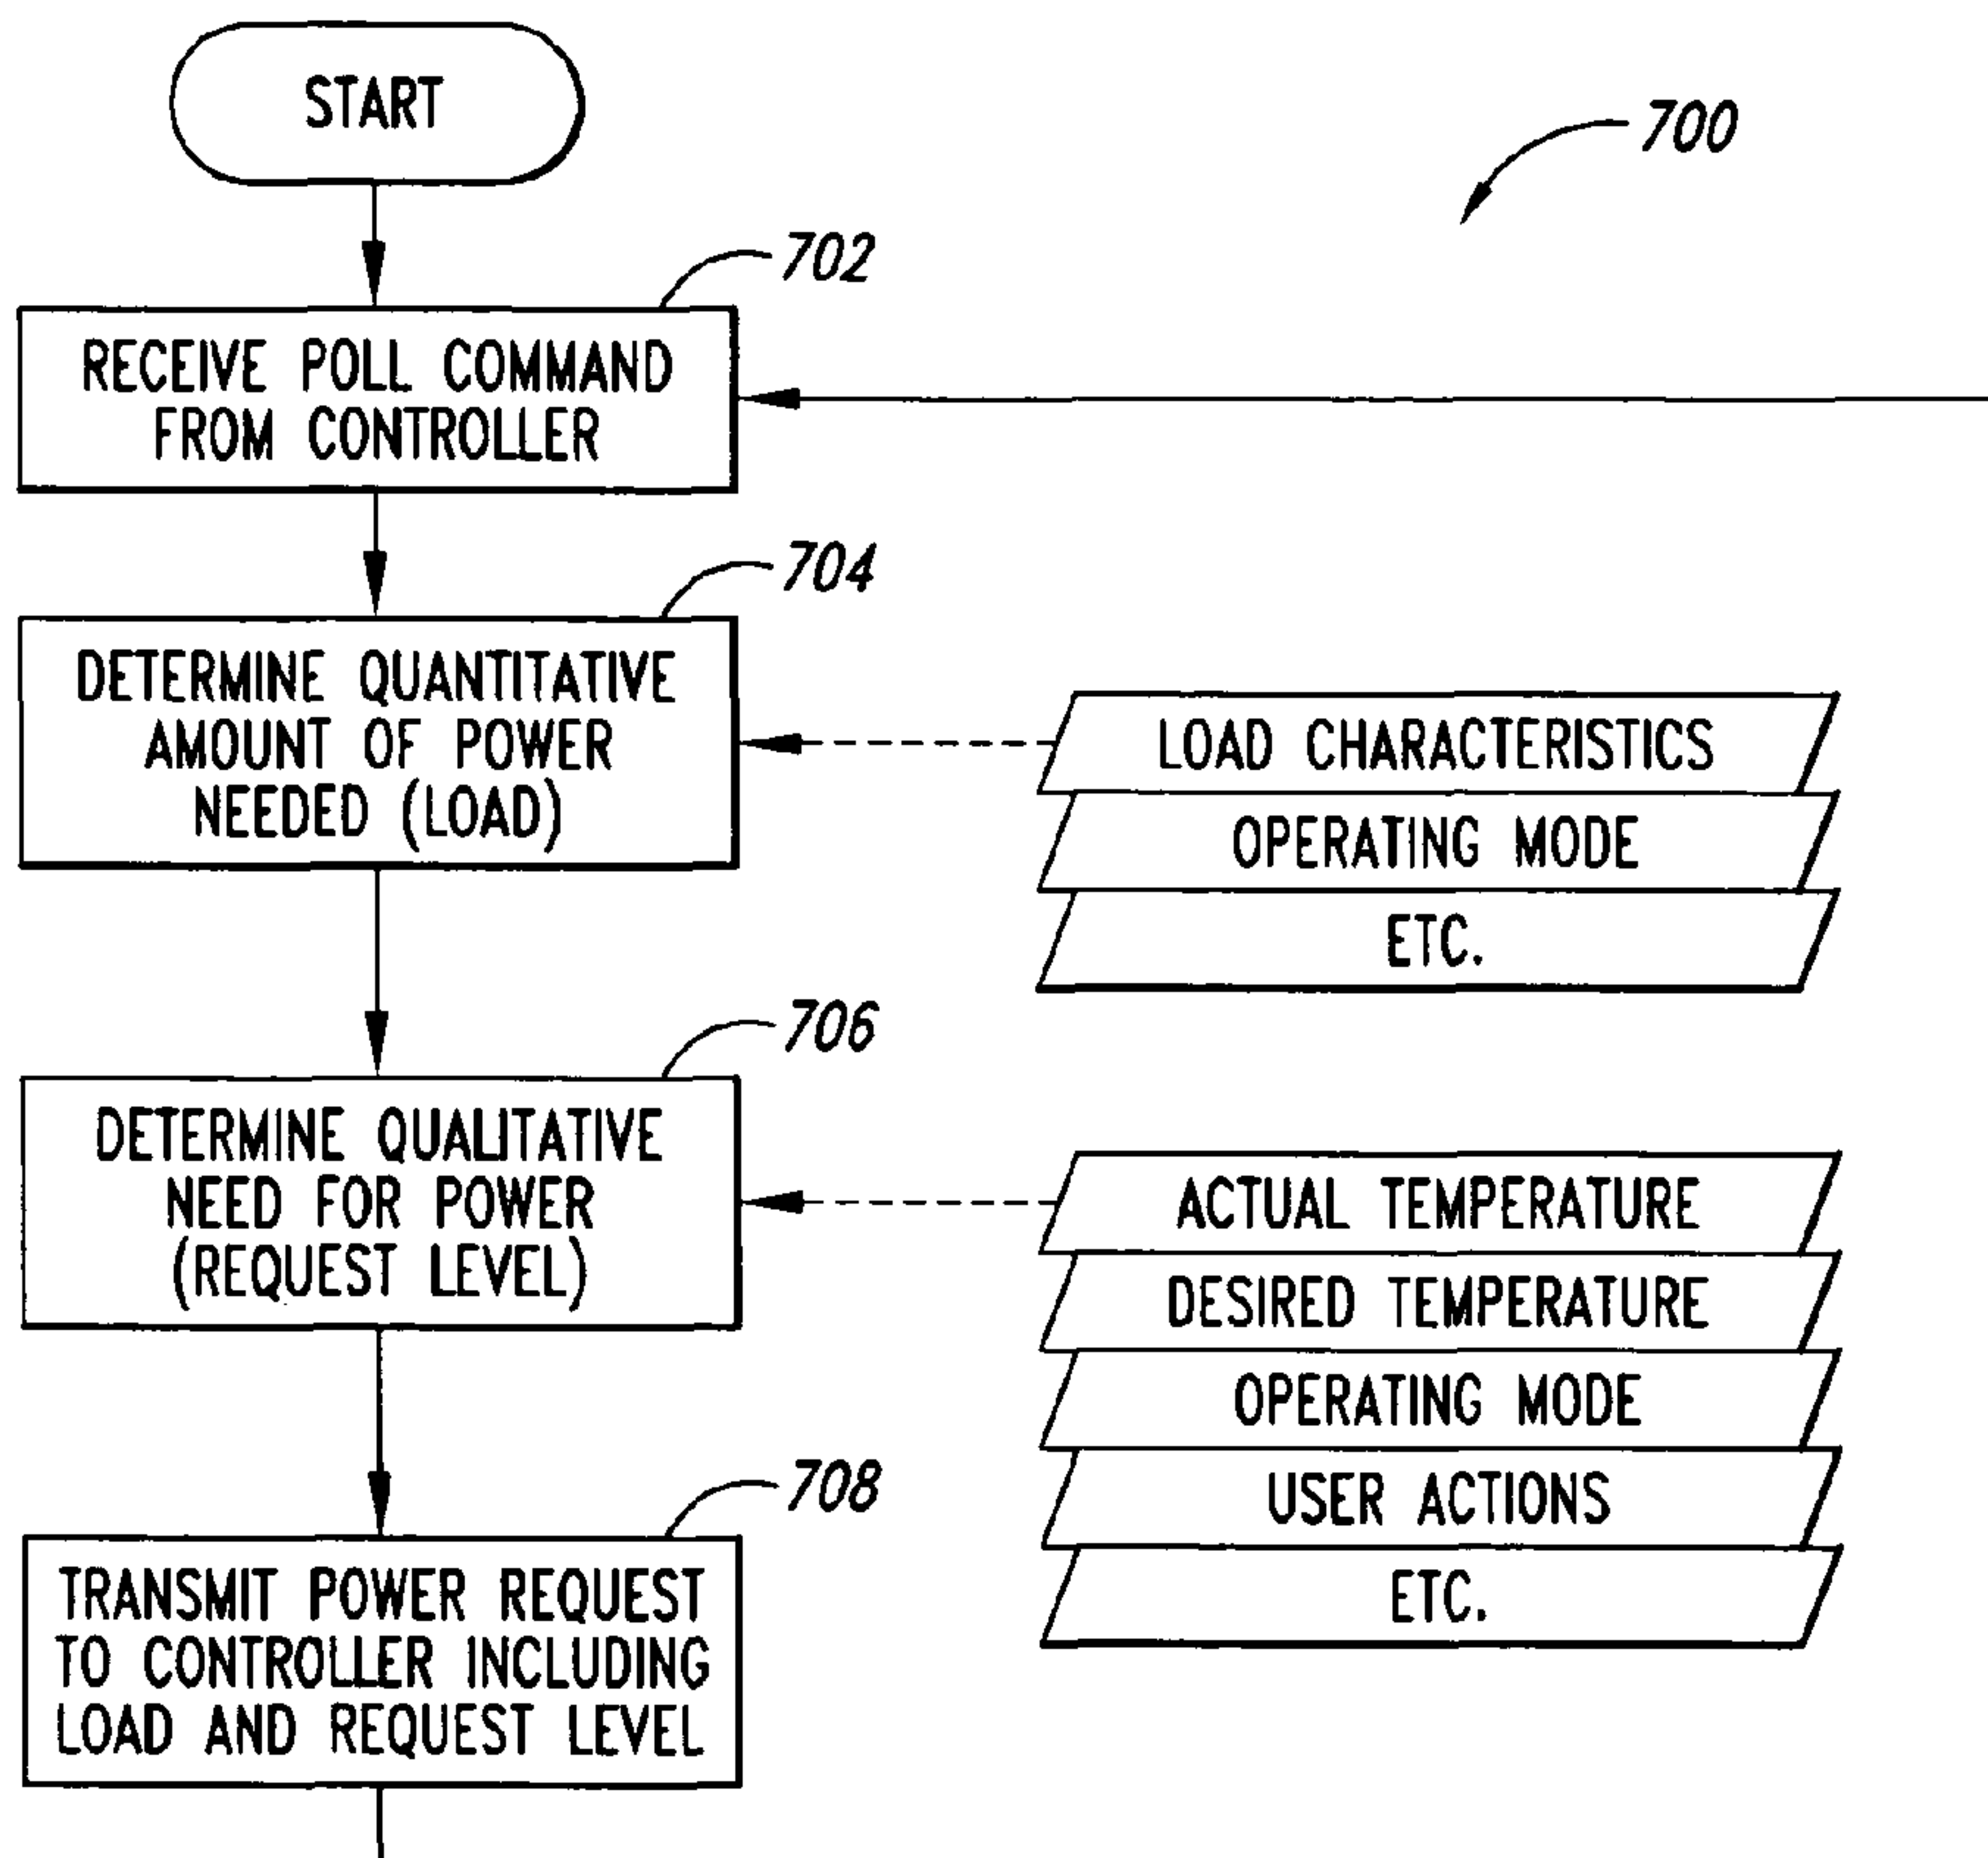 START
700
702
RECEIVE POLL COMMAND
FROM CONTROLLER
704
DETERMINE QUANTITATIVE
AMOUNT OF POWER
NEEDED (LOAD)
LOAD CHARACTERISTICS
OPERATING MODE
ETC.
706
DETERMINE QUALITATIVE
NEED FOR POWER
(REQUEST LEVEL)
ACTUAL TEMPERATURE
DESIRED TEMPERATURE
OPERATING MODE
USER ACTIONS
ETC.
708
TRANSMIT POWER REQUEST
TO CONTROLLER INCLUDING
LOAD AND REQUEST LEVEL